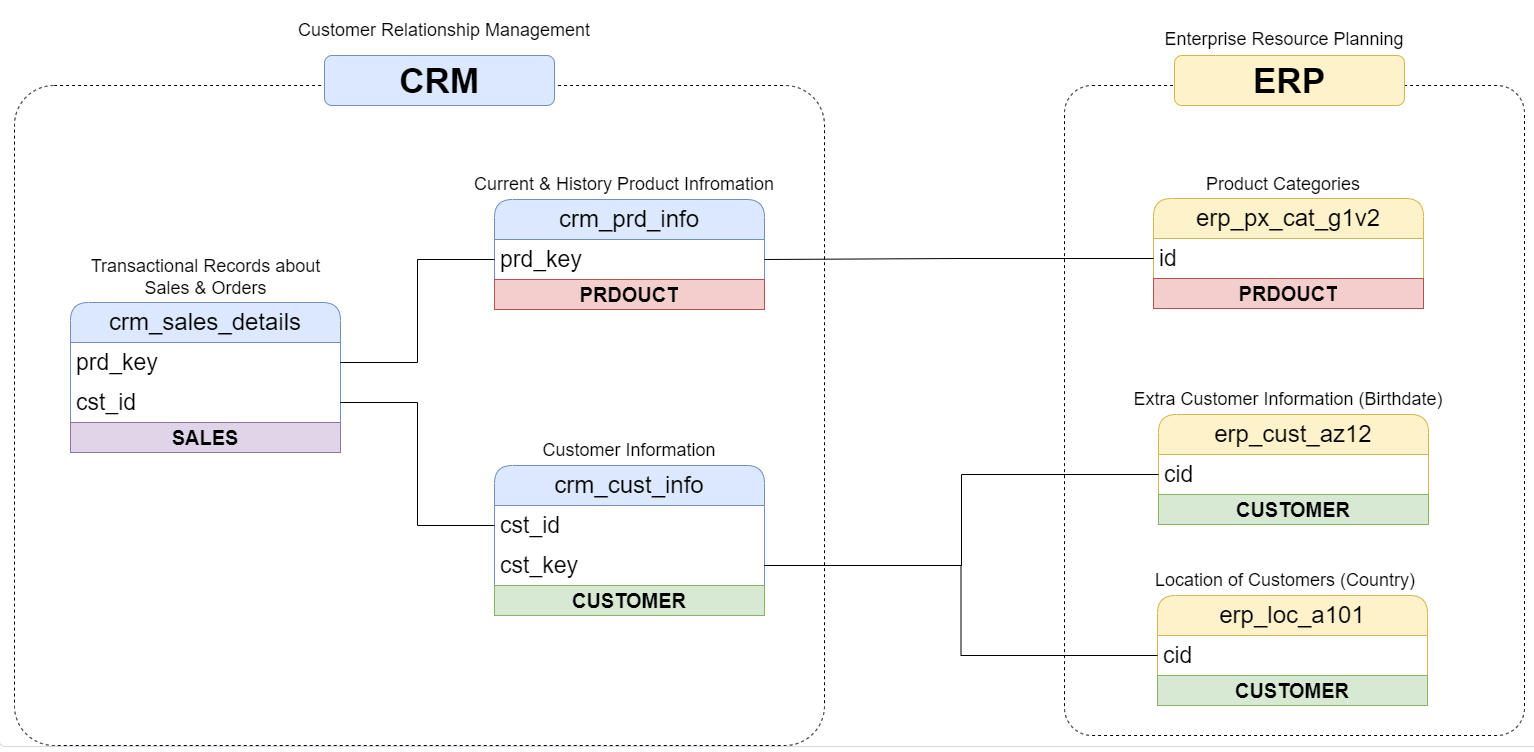 Customer Relationship Management
CRM
Current & History Product Infromation
crm_prd_info
prd_key
PRDOUCT
Transactional Records about
Sales & Orders
crm_sales_details
prd_key
cst_id
SALES
Customer Information
crm_cust_info
cst_id
cst_key
CUSTOMER
Enterprise Resource Planning
ERP
Product Categories
erp_px_cat_g1v2
id
PRDOUCT
Extra Customer Information (Birthdate)
erp_cust_az12
cid
CUSTOMER
Location of Customers (Country)
erp_loc_a101
cid
CUSTOMER